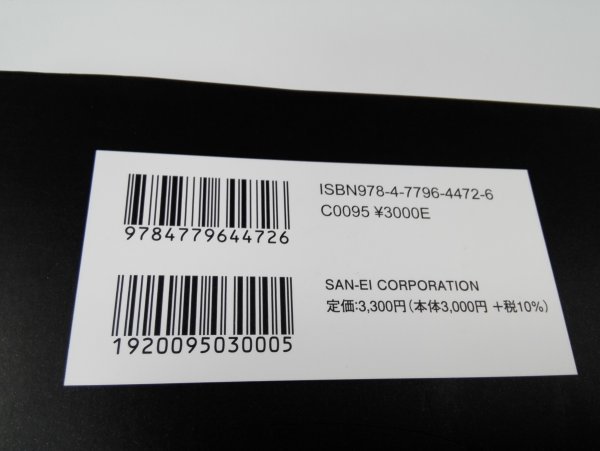 ISBN978-4-7796-4472-6
C0095 ¥3000E
9784779644726
SAN-EI CORPORATION
定価:3,300円(本体3,000円 +税10%)
1920095030005